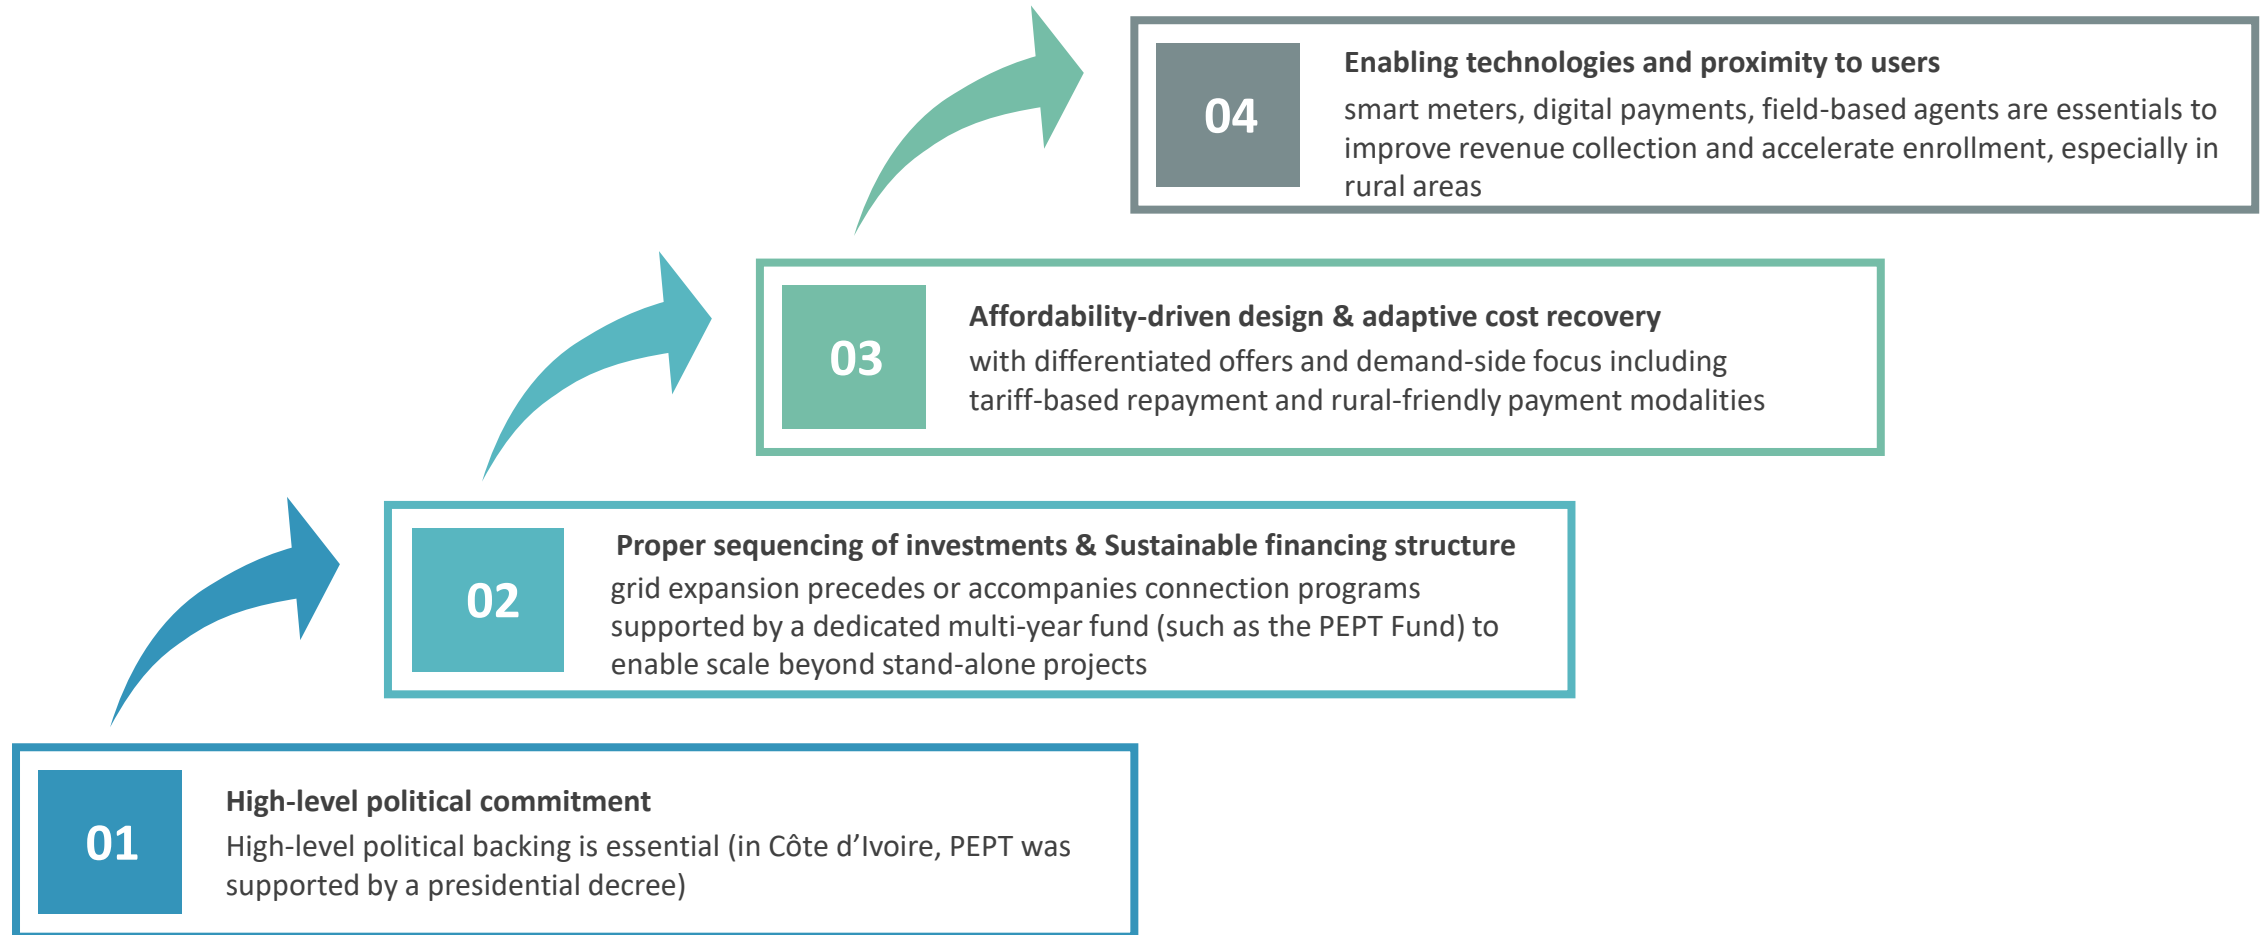 04
Enabling technologies and proximity to users
smart meters, digital payments, field-based agents are essentials to
improve revenue collection and accelerate enrollment, especially in
rural areas
03
Affordability-driven design & adaptive cost recovery
with differentiated offers and demand-side focus including
tariff-based repayment and rural-friendly payment modalities
02
Proper sequencing of investments & Sustainable financing structure
grid expansion precedes or accompanies connection programs
supported by a dedicated multi-year fund (such as the PEPT Fund) to
enable scale beyond stand-alone projects
01
High-level political commitment
High-level political backing is essential (in Côte d’Ivoire, PEPT was
supported by a presidential decree)